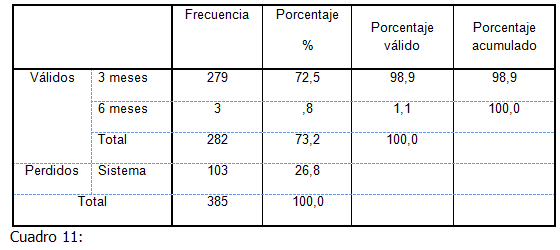 Frecuencia Porcentaje % Porcentaje válido Porcentaje acumulado
Válidos 3 meses 279 72,5 98,9 98,9
6 meses 3 ,8 1,1 100,0
Total 282 73,2 100,0
Perdidos Sistema 103 26,8
Total 385 100,0
Cuadro 11: